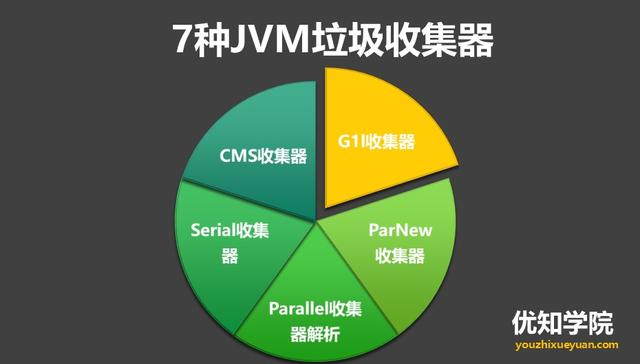 7种JVM垃圾收集器
CMS收集器
G1I收集器
Serial收集
器
ParNew
收集器
Parallel收集
器解析
优知学院
youzhixueyuan.com